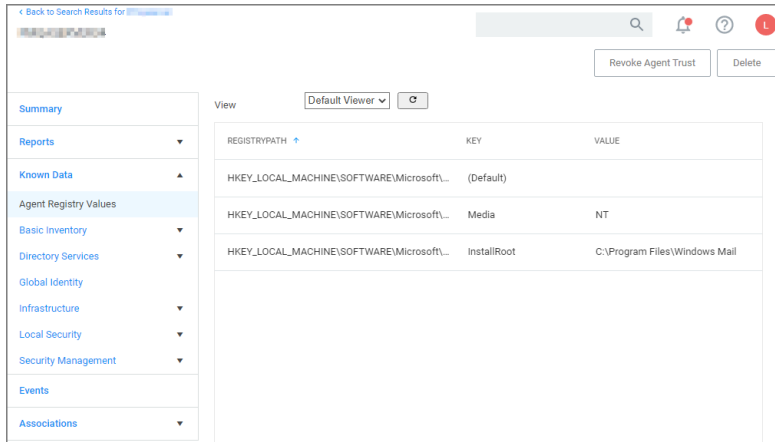 ‹ Back to Search Results for
L
Revoke Agent Trust
Delete
Summary
Reports
Known Data
Agent Registry Values
Basic Inventory
Directory Services
Global Identity
Infrastructure
Local Security
Security Management
Events
Associations
View
Default Viewer
REGISTRYPATH ↑ KEY VALUE
HKEY_LOCAL_MACHINE\SOFTWARE\Microsoft\... (Default)
HKEY_LOCAL_MACHINE\SOFTWARE\Microsoft\... Media NT
HKEY_LOCAL_MACHINE\SOFTWARE\Microsoft\... InstallRoot C:\Program Files\Windows Mail